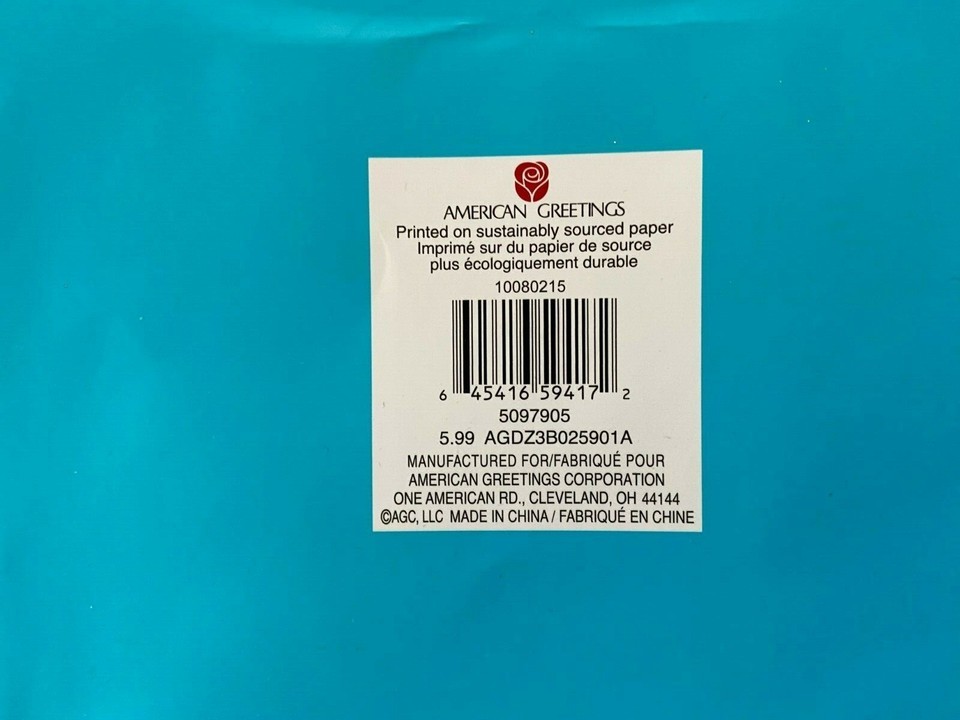 AMERICAN GREETINGS
Printed on sustainably sourced paper
Imprimé sur du papier de source
plus écologiquement durable
10080215
6 45416 59417 2
5097905
5.99 AGDZ3B025901A
MANUFACTURED FOR/FABRIQUÉ POUR
AMERICAN GREETINGS CORPORATION
ONE AMERICAN RD., CLEVELAND, OH 44144
©AGC, LLC MADE IN CHINA / FABRIQUÉ EN CHINE